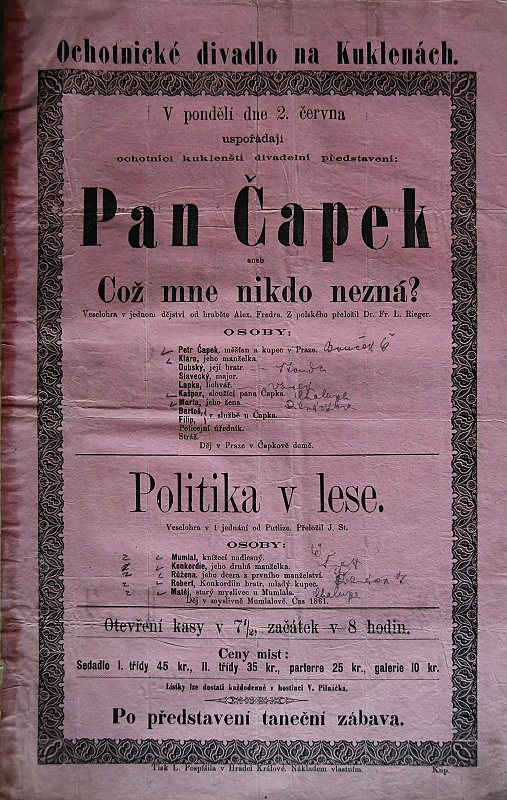 Ochotnické divadlo na Kuklenách.
V pondělí dne 2. června
uspořádají
ochotníci kuklenští divadelní představení:
Pan Čapek
aneb
Což mne nikdo nezná?
Veselohra v jednom dějství od hraběte Alex. Fredra. Z polského přeložil Dr. Fr. L. Rieger.
OSOBY:
Petr Čapek, měšťan a kupec v Praze.
Klára, jeho manželka.
Dubský, její bratr.
Slavecký, major.
Lapka, lichvář.
Kašpar, sloužící pana Čapka. Chalupa
Marta, jeho žena.
Bartoš,
Filip, v službě u Čapka.
Policejní úředník.
Stráž.
Děj v Praze v Čapkově domě.
Politika v lese.
Veselohra v 1 jednání od Putlize. Přeložil J. St.
OSOBY:
Mumlal, knížecí nadlesný.
Konkordie, jeho druhá manželka.
Růžena, jeho dcera z prvního manželství.
Robert, Konkordiin bratr, mladý kupec.
Matěj, starý myslivec u Mumlala. Chalupa
Děj v myslivně Mumlalově. Čas 1861.
Otevření kasy v 7 1/2, začátek v 8 hodin.
Ceny míst:
Sedadlo I. třídy 45 kr., II. třídy 35 kr., parterre 25 kr., galerie 10 kr.
Lístky lze dostati každodenně v hostinci V. Pilnáčka.
Po představení taneční zábava.
Tisk L. Pospíšila v Hradci Králové. Nákladem vlastním.
Knp.